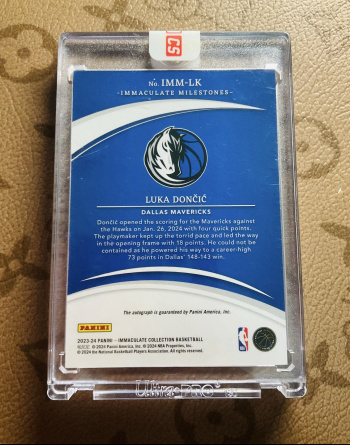 CS
No. IMM-LK
-IMMACULATE MILESTONES-
LUKA DONČIĆ
DALLAS MAVERICKS
Dončić opened the scoring for the Mavericks against
the Hawks on Jan. 26, 2024 with four quick points.
The playmaker kept up the torrid pace and led the way
in the opening frame with 18 points. He could not be
contained as he powered his way to a career-high
73 points in Dallas' 148-143 win.
The autograph is guaranteed by Panini America, Inc.
PANINI
NBA
2023-24 PANINI - IMMACULATE COLLECTION BASKETBALL
© 2024 Panini America, Inc. © 2024 NBA Properties, Inc.
© 2024 the National Basketball Players Association. All rights reserved.
Ultra·PRO